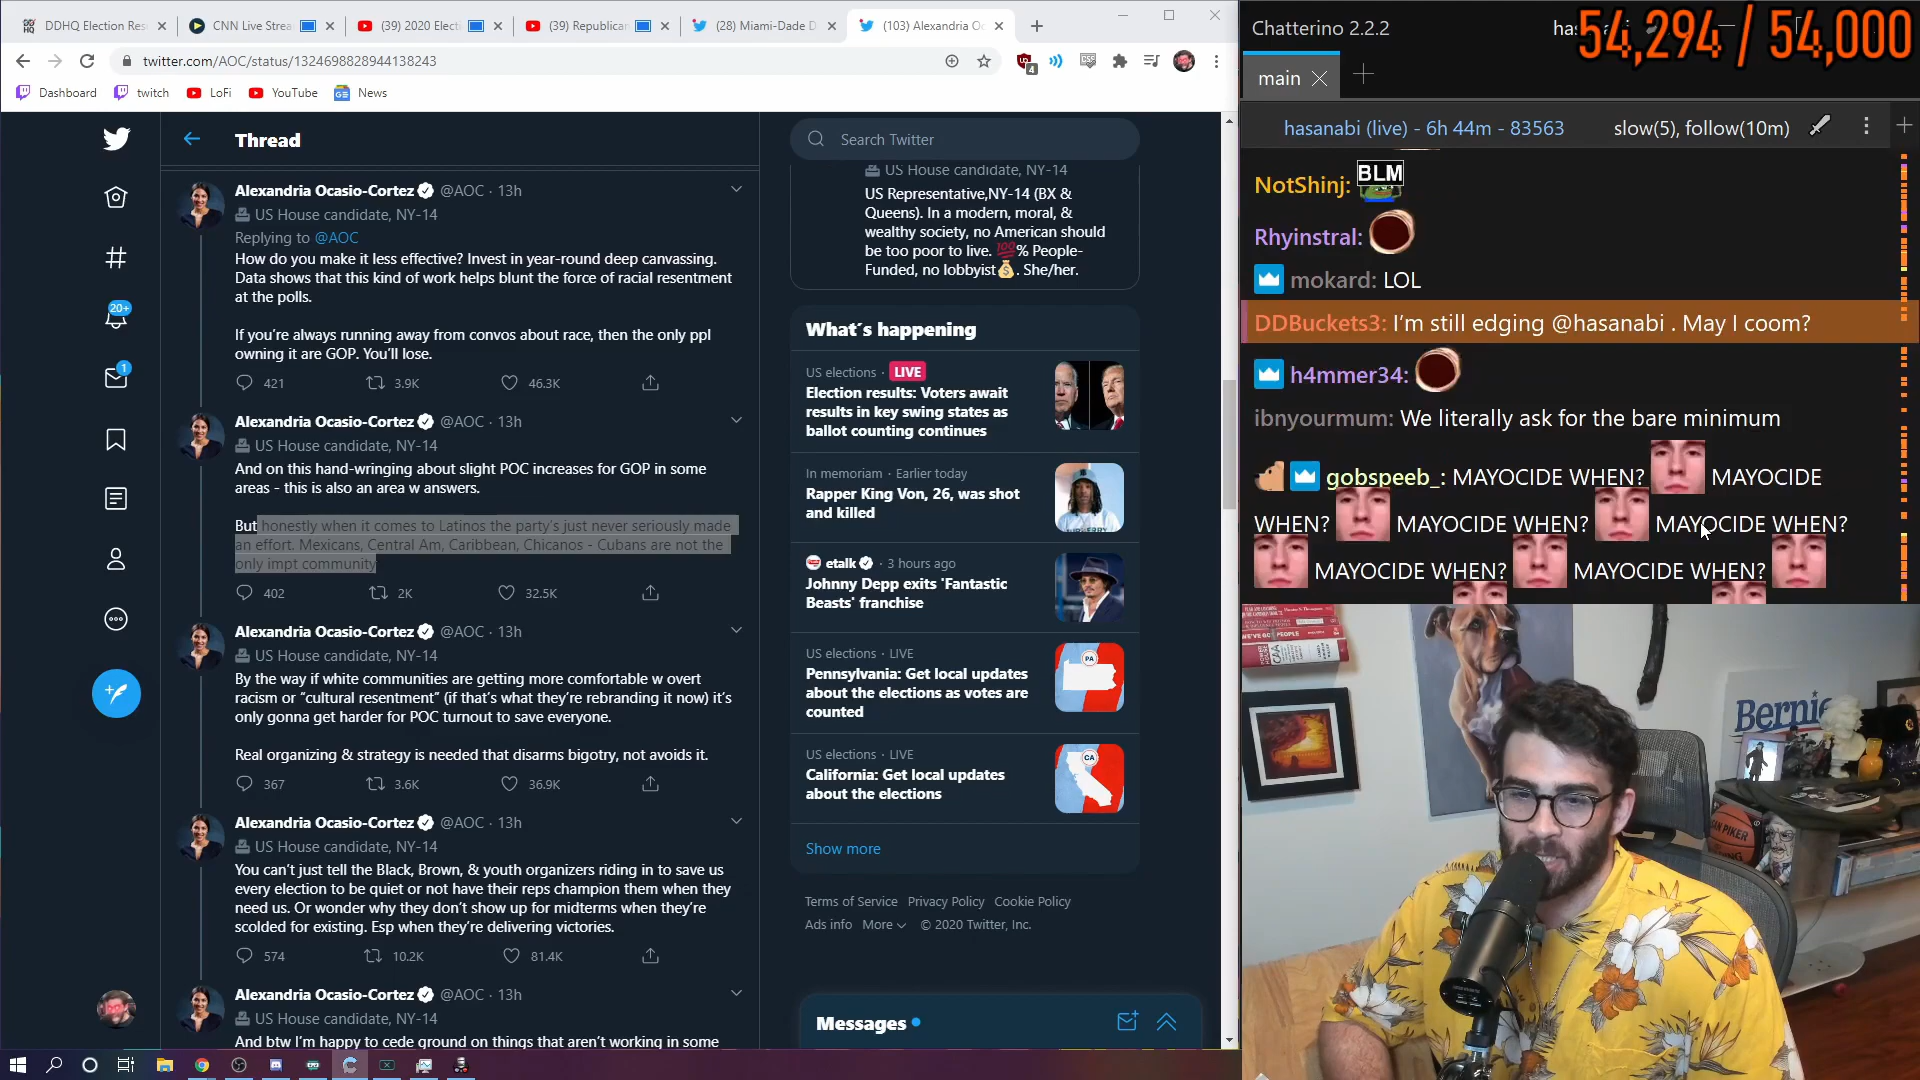 DDHQ Election Res
CNN Live Strea
(39) 2020 Electi
(39) Republican
(28) Miami-Dade D
(103) Alexandria Oc
twitter.com/AOC/status/1324698828944138243
4
Dashboard
twitch
LoFi
YouTube
News
Thread
Alexandria Ocasio-Cortez @AOC · 13h
US House candidate, NY-14
Replying to @AOC
How do you make it less effective? Invest in year-round deep canvassing.
Data shows that this kind of work helps blunt the force of racial resentment
at the polls.
If you're always running away from convos about race, then the only ppl
owning it are GOP. You'll lose.
421 3.9K 46.3K
Alexandria Ocasio-Cortez @AOC · 13h
US House candidate, NY-14
And on this hand-wringing about slight POC increases for GOP in some
areas - this is also an area w answers.
But honestly when it comes to Latinos the party's just never seriously made
an effort. Mexicans, Central Am, Caribbean, Chicanos - Cubans are not the
only impt community
402 2K 32.5K
Alexandria Ocasio-Cortez @AOC · 13h
US House candidate, NY-14
By the way if white communities are getting more comfortable w overt
racism or “cultural resentment” (if that's what they're rebranding it now) it's
only gonna get harder for POC turnout to save everyone.
Real organizing & strategy is needed that disarms bigotry, not avoids it.
367 3.6K 36.9K
Alexandria Ocasio-Cortez @AOC · 13h
US House candidate, NY-14
You can't just tell the Black, Brown, & youth organizers riding in to save us
every election to be quiet or not have their reps champion them when they
need us. Or wonder why they don't show up for midterms when they're
scolded for existing. Esp when they're delivering victories.
574 10.2K 81.4K
Alexandria Ocasio-Cortez @AOC · 13h
US House candidate, NY-14
And btw I'm happy to cede ground on things that aren't working in some
20+
1
Search Twitter
US House candidate, NY-14
US Representative,NY-14 (BX &
Queens). In a modern, moral, &
wealthy society, no American should
be too poor to live. 💯% People-
Funded, no lobbyist💰. She/her.
What's happening
US elections · LIVE
Election results: Voters await
results in key swing states as
ballot counting continues
In memoriam · Earlier today
Rapper King Von, 26, was shot
and killed
etalk · 3 hours ago
Johnny Depp exits 'Fantastic
Beasts' franchise
US elections · LIVE
Pennsylvania: Get local updates
about the elections as votes are
counted
PA
US elections · LIVE
California: Get local updates
about the elections
CA
Show more
Terms of Service Privacy Policy Cookie Policy
Ads info More © 2020 Twitter, Inc.
Messages
Chatterino 2.2.2
has
54,294 / 54,000
main
hasanabi (live) - 6h 44m - 83563
slow(5), follow(10m)
NotShinj: BLM
Rhyinstral:
mokard: LOL
DDBuckets3: I'm still edging @hasanabi . May I coom?
h4mmer34:
ibnyourmum: We literally ask for the bare minimum
gobspeeb_: MAYOCIDE WHEN? MAYOCIDE
WHEN? MAYOCIDE WHEN? MAYOCIDE WHEN?
MAYOCIDE WHEN? MAYOCIDE WHEN?
WE'VE GOT PEOPLE
Bernie
CAN PIKER